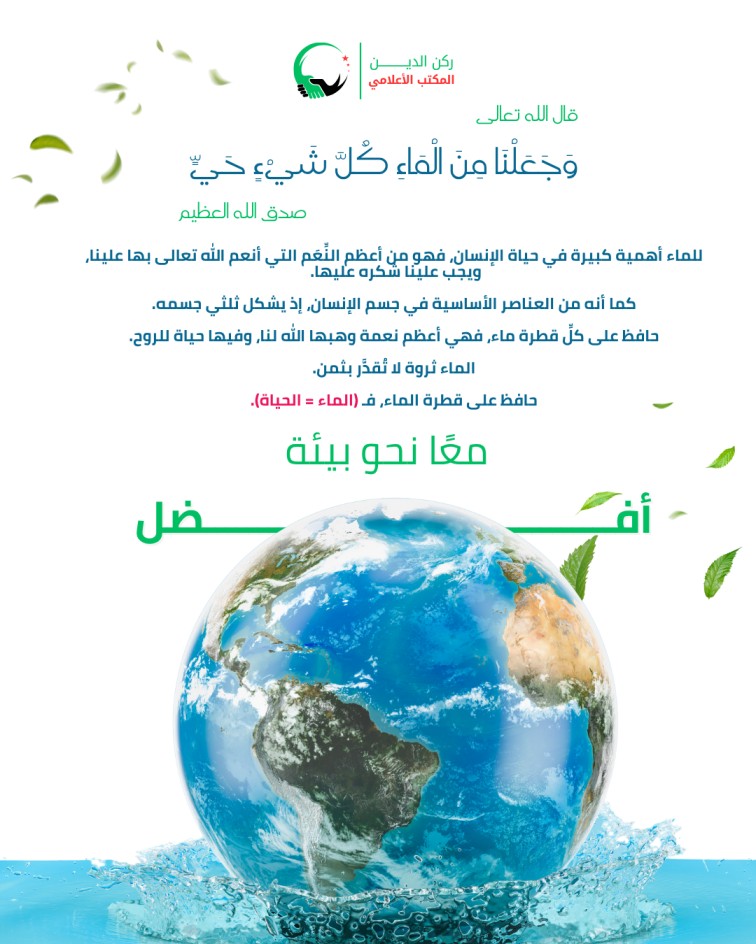 ركن الديـــــن
المكتب الأعلامي
قال الله تعالى
وَجَعَلْنَا مِنَ الْمَاءِ كُلَّ شَيْءٍ حَيٍّ
صدق الله العظيم
للماء أهمية كبيرة في حياة الإنسان، فهو من أعظم النِّعَم التي أنعم الله تعالى بها علينا،
ويجب علينا شكره عليها.
كما أنه من العناصر الأساسية في جسم الإنسان، إذ يشكل ثلثي جسمه.
حافظ على كلِّ قطرة ماء، فهي أعظم نعمة وهبها الله لنا، وفيها حياة للروح.
الماء ثروة لا تُقدَّر بثمن.
حافظ على قطرة الماء، فـ (الماء = الحياة).
معًا نحو بيئة
أفـــــــــــضل